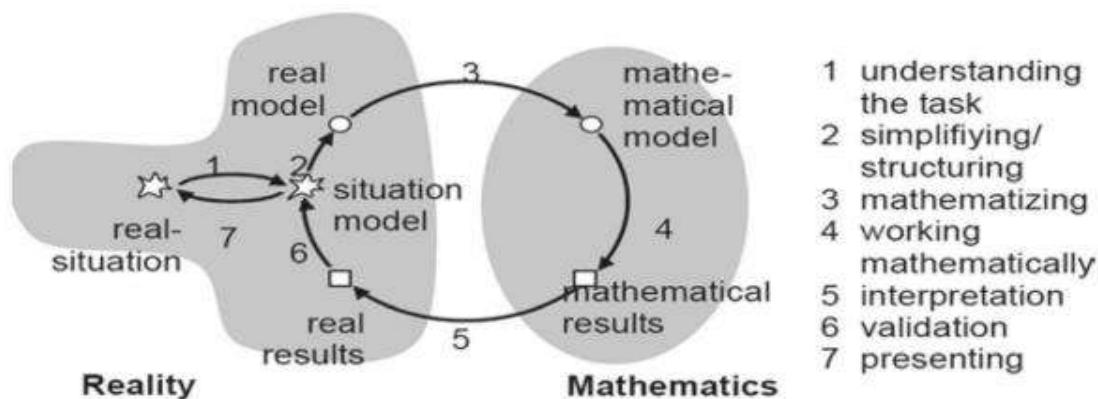 real
model
3
mathe-
matical
model
1
2
situation
model
real-
situation
7
6
4
real
results
5
mathematical
results
Reality
Mathematics
1 understanding
the task
2 simplifiying/
structuring
3 mathematizing
4 working
mathematically
5 interpretation
6 validation
7 presenting